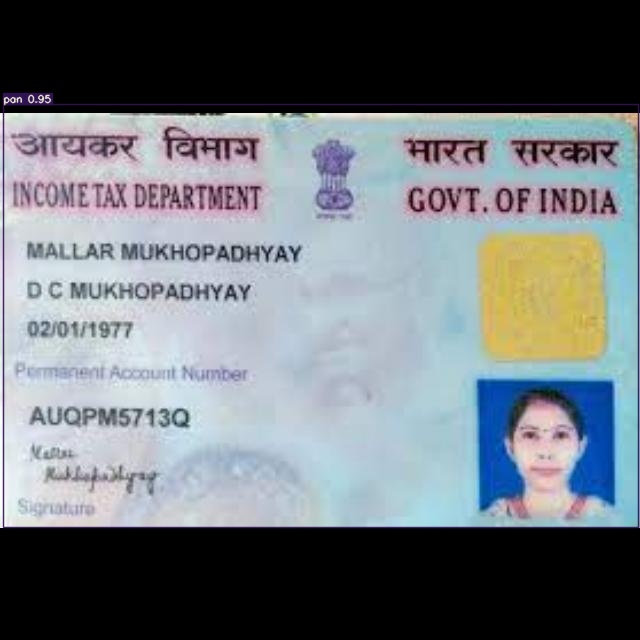 pan 0.95
आयकर विभाग
भारत सरकार
INCOME TAX DEPARTMENT
GOVT. OF INDIA
MALLAR MUKHOPADHYAY
D C MUKHOPADHYAY
02/01/1977
Permanent Account Number
AUQPM5713Q
Mallar
Mukhopadhyay
Signature